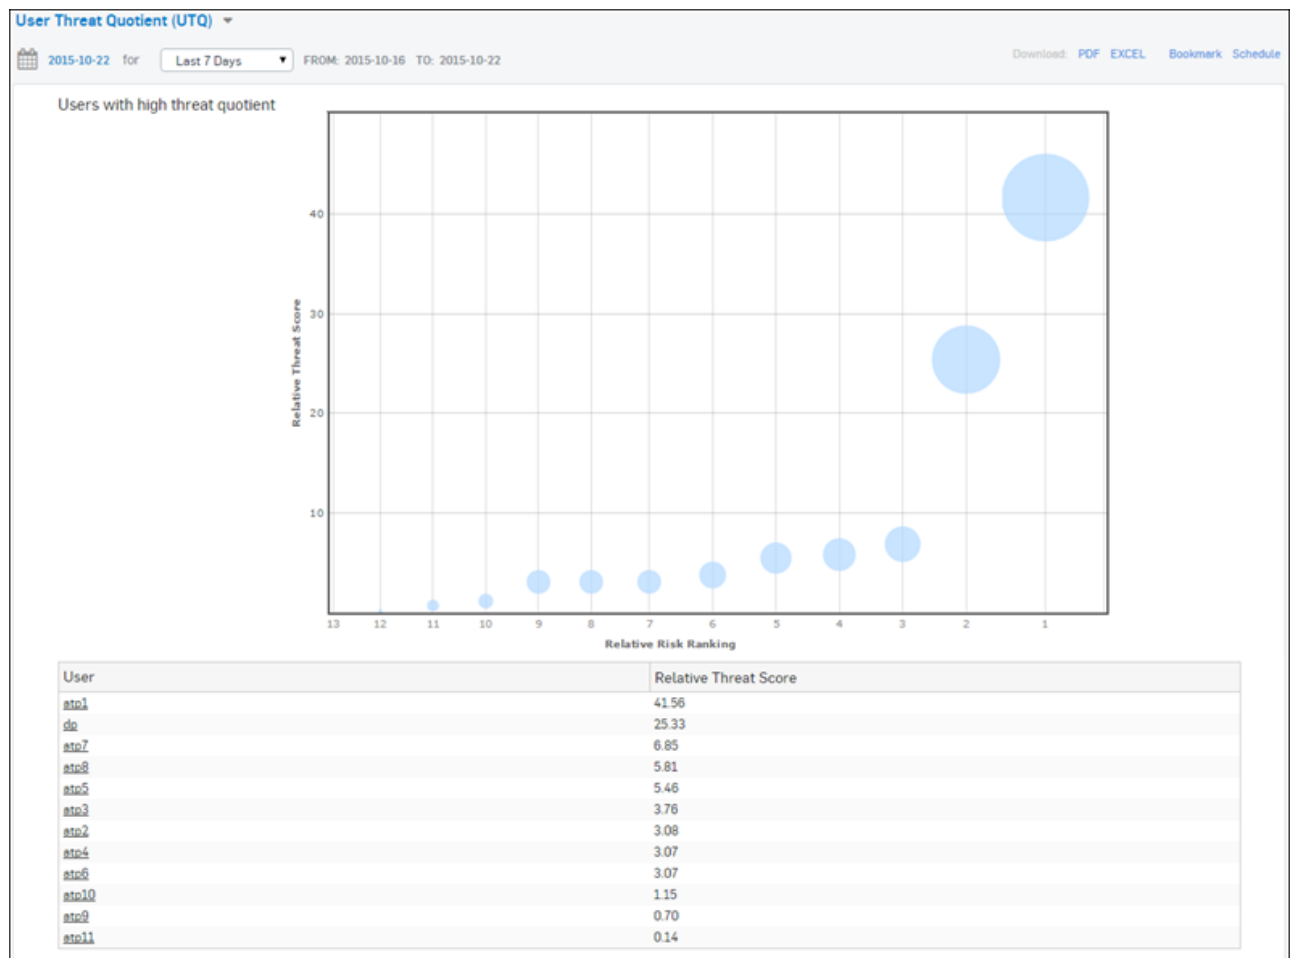 User Threat Quotient (UTQ)
2015-10-22 for Last 7 Days FROM: 2015-10-16 TO: 2015-10-22
Download: PDF EXCEL Bookmark Schedule
Users with high threat quotient
40
30
20
10
Relative Threat Score
13 12 11 10 9 8 7 6 5 4 3 2 1
Relative Risk Ranking
User Relative Threat Score
atp1 41.56
dp 25.33
atp7 6.85
atp8 5.81
atp5 5.46
atp3 3.76
atp2 3.08
atp4 3.07
atp6 3.07
atp10 1.15
atp9 0.70
atp11 0.14